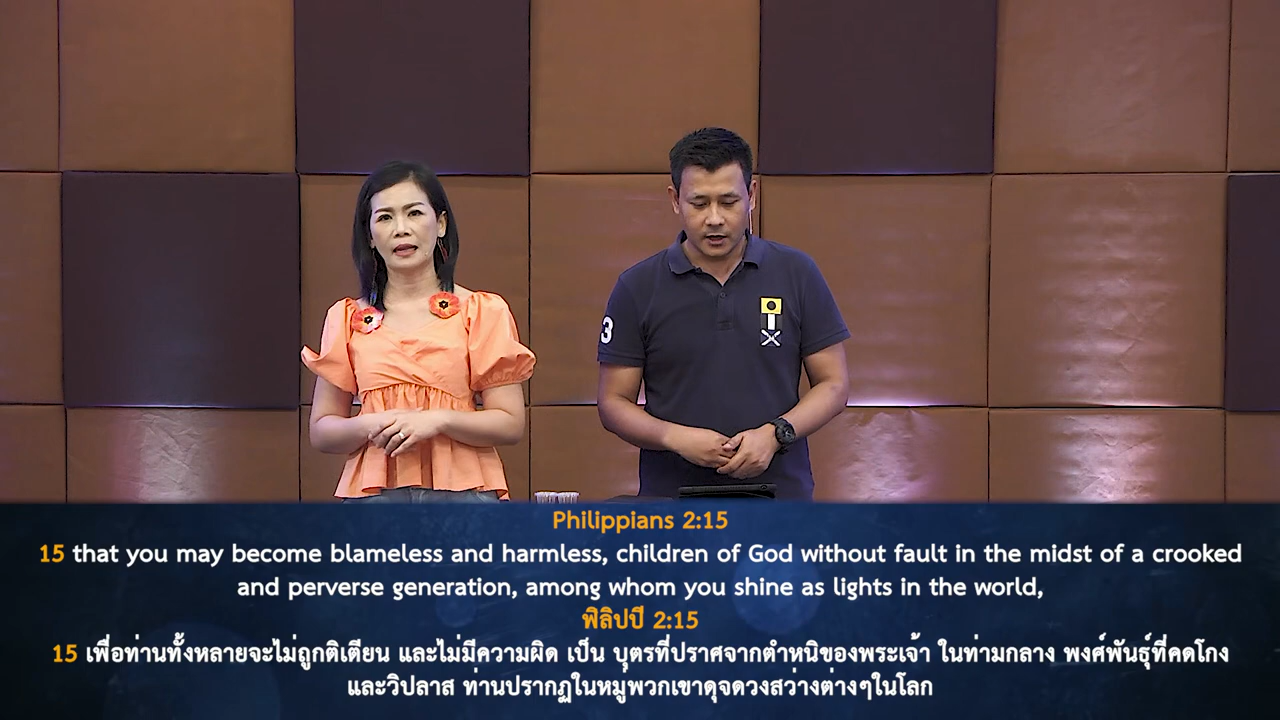 3
Philippians 2:15
15 that you may become blameless and harmless, children of God without fault in the midst of a crooked
and perverse generation, among whom you shine as lights in the world,
ฟิลิปปี 2:15
15 เพื่อท่านทั้งหลายจะไม่ถูกติเตียน และไม่มีความผิด เป็น บุตรที่ปราศจากตำหนิของพระเจ้า ในท่ามกลาง พงศ์พันธุ์ที่คดโกง
และวิปลาส ท่านปรากฏในหมู่พวกเขาดุจดวงสว่างต่างๆในโลก